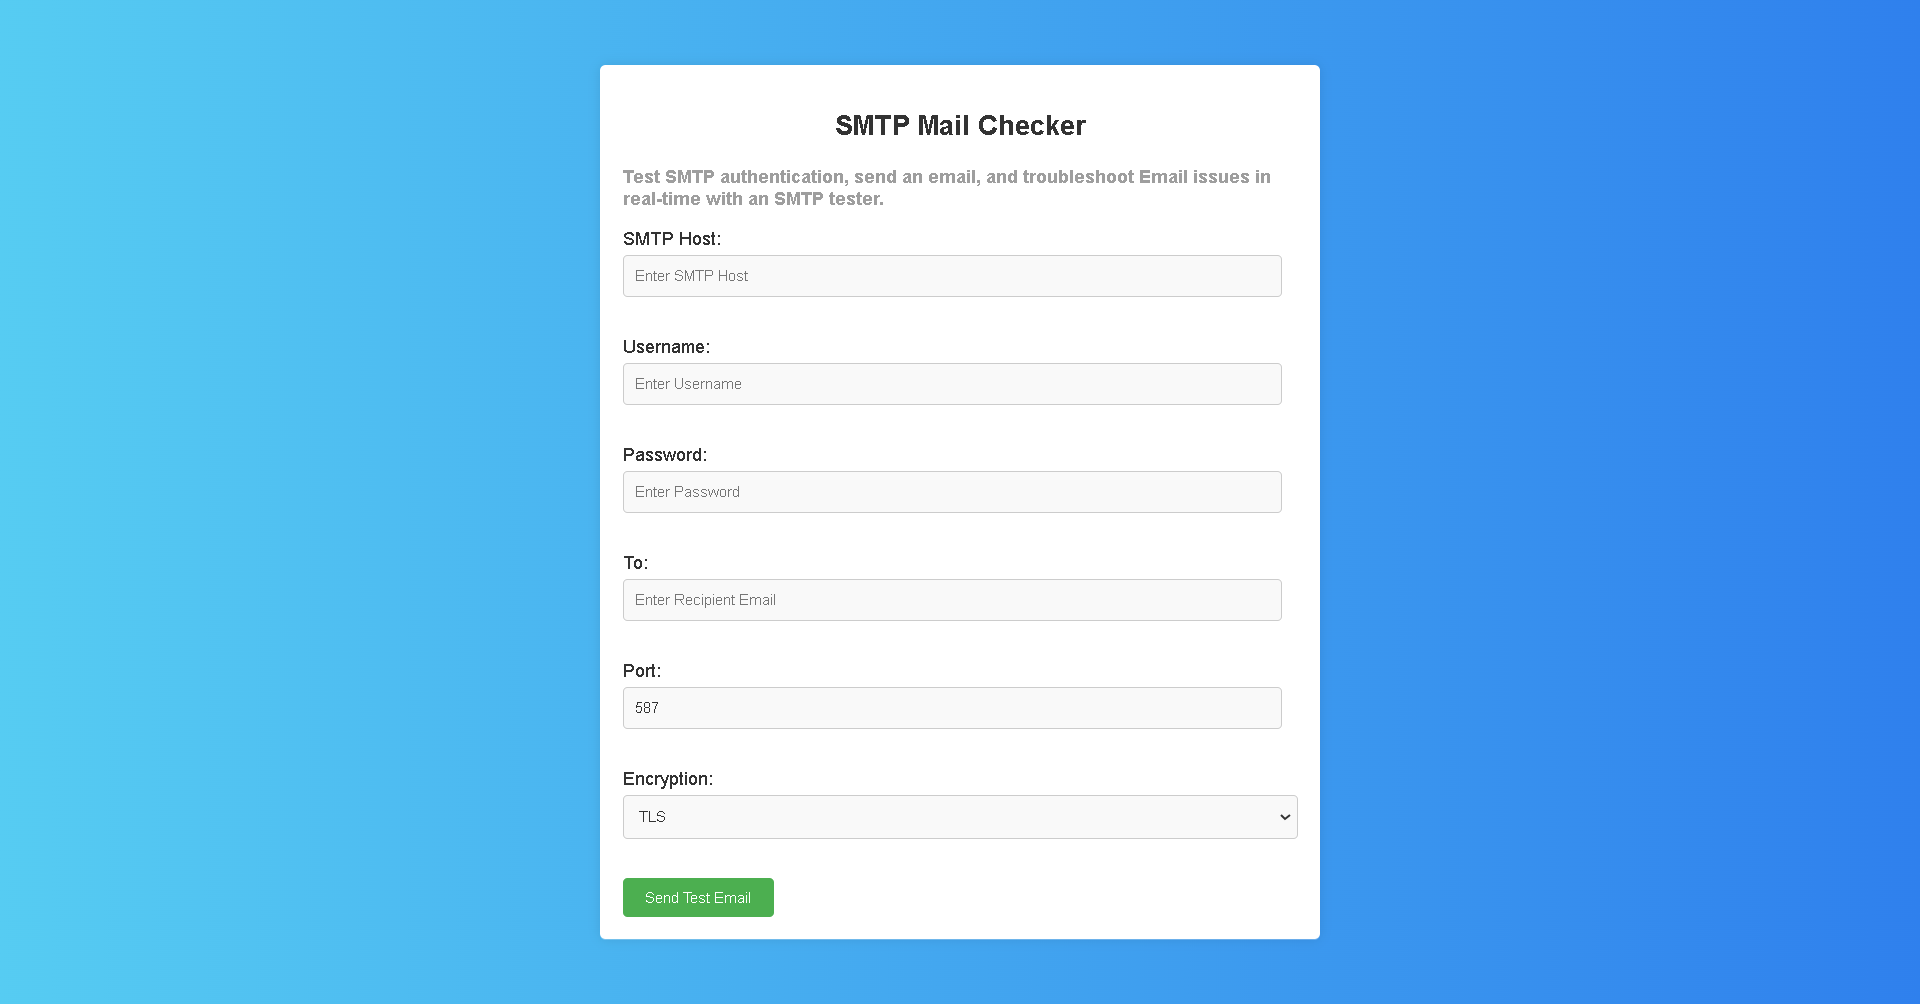 SMTP Mail Checker
Test SMTP authentication, send an email, and troubleshoot Email issues in
real-time with an SMTP tester.
SMTP Host:
Enter SMTP Host
Username:
Enter Username
Password:
Enter Password
To:
Enter Recipient Email
Port:
587
Encryption:
TLS
Send Test Email